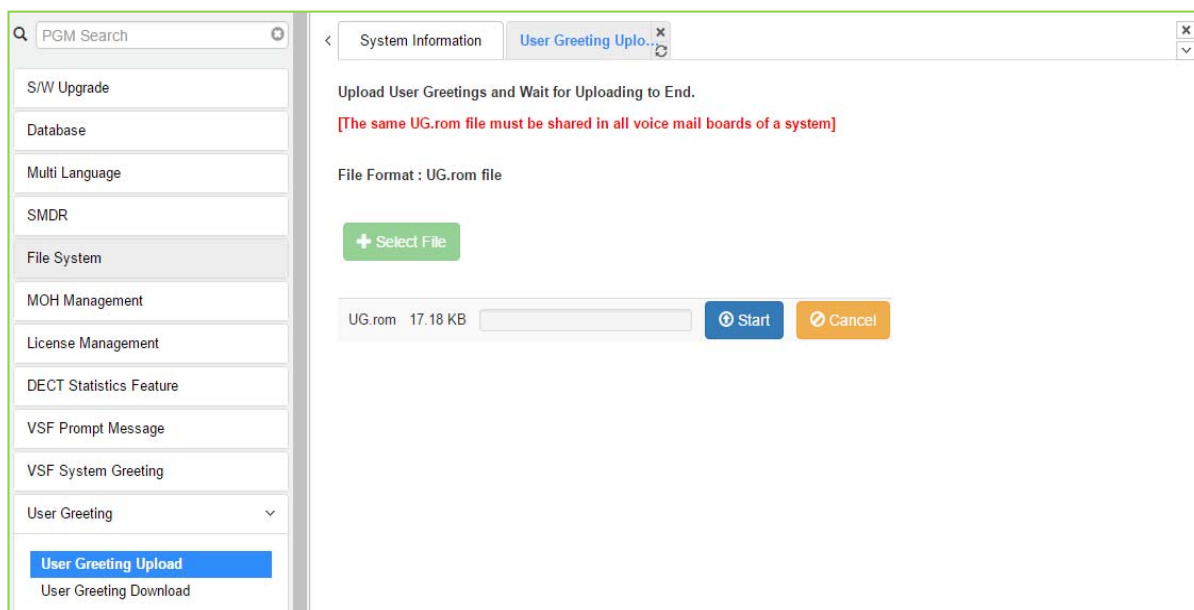 PGM Search
S/W Upgrade
Database
Multi Language
SMDR
File System
MOH Management
License Management
DECT Statistics Feature
VSF Prompt Message
VSF System Greeting
User Greeting
User Greeting Upload
User Greeting Download
System Information
User Greeting Uplo...
Upload User Greetings and Wait for Uploading to End.
[The same UG.rom file must be shared in all voice mail boards of a system]
File Format : UG.rom file
Select File
UG.rom 17.18 KB Start Cancel